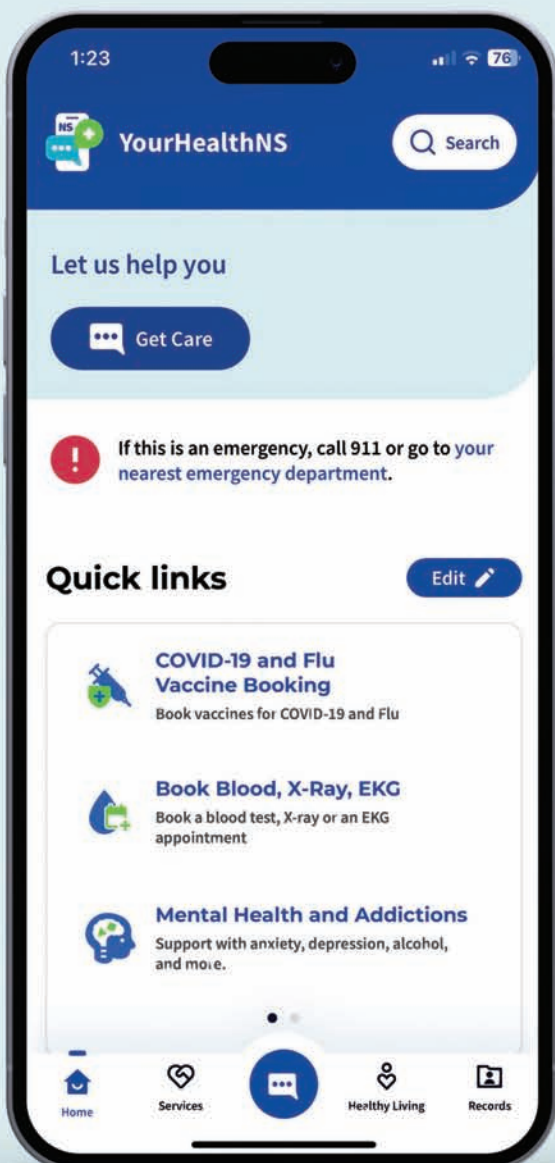 1:23
76
NS
YourHealthNS
Search
Let us help you
Get Care
If this is an emergency, call 911 or go to your
nearest emergency department.
Quick links
Edit
COVID-19 and Flu
Vaccine Booking
Book vaccines for COVID-19 and Flu
Book Blood, X-Ray, EKG
Book a blood test, X-ray or an EKG
appointment
Mental Health and Addictions
Support with anxiety, depression, alcohol,
and more.
Home
Services
Healthy Living
Records